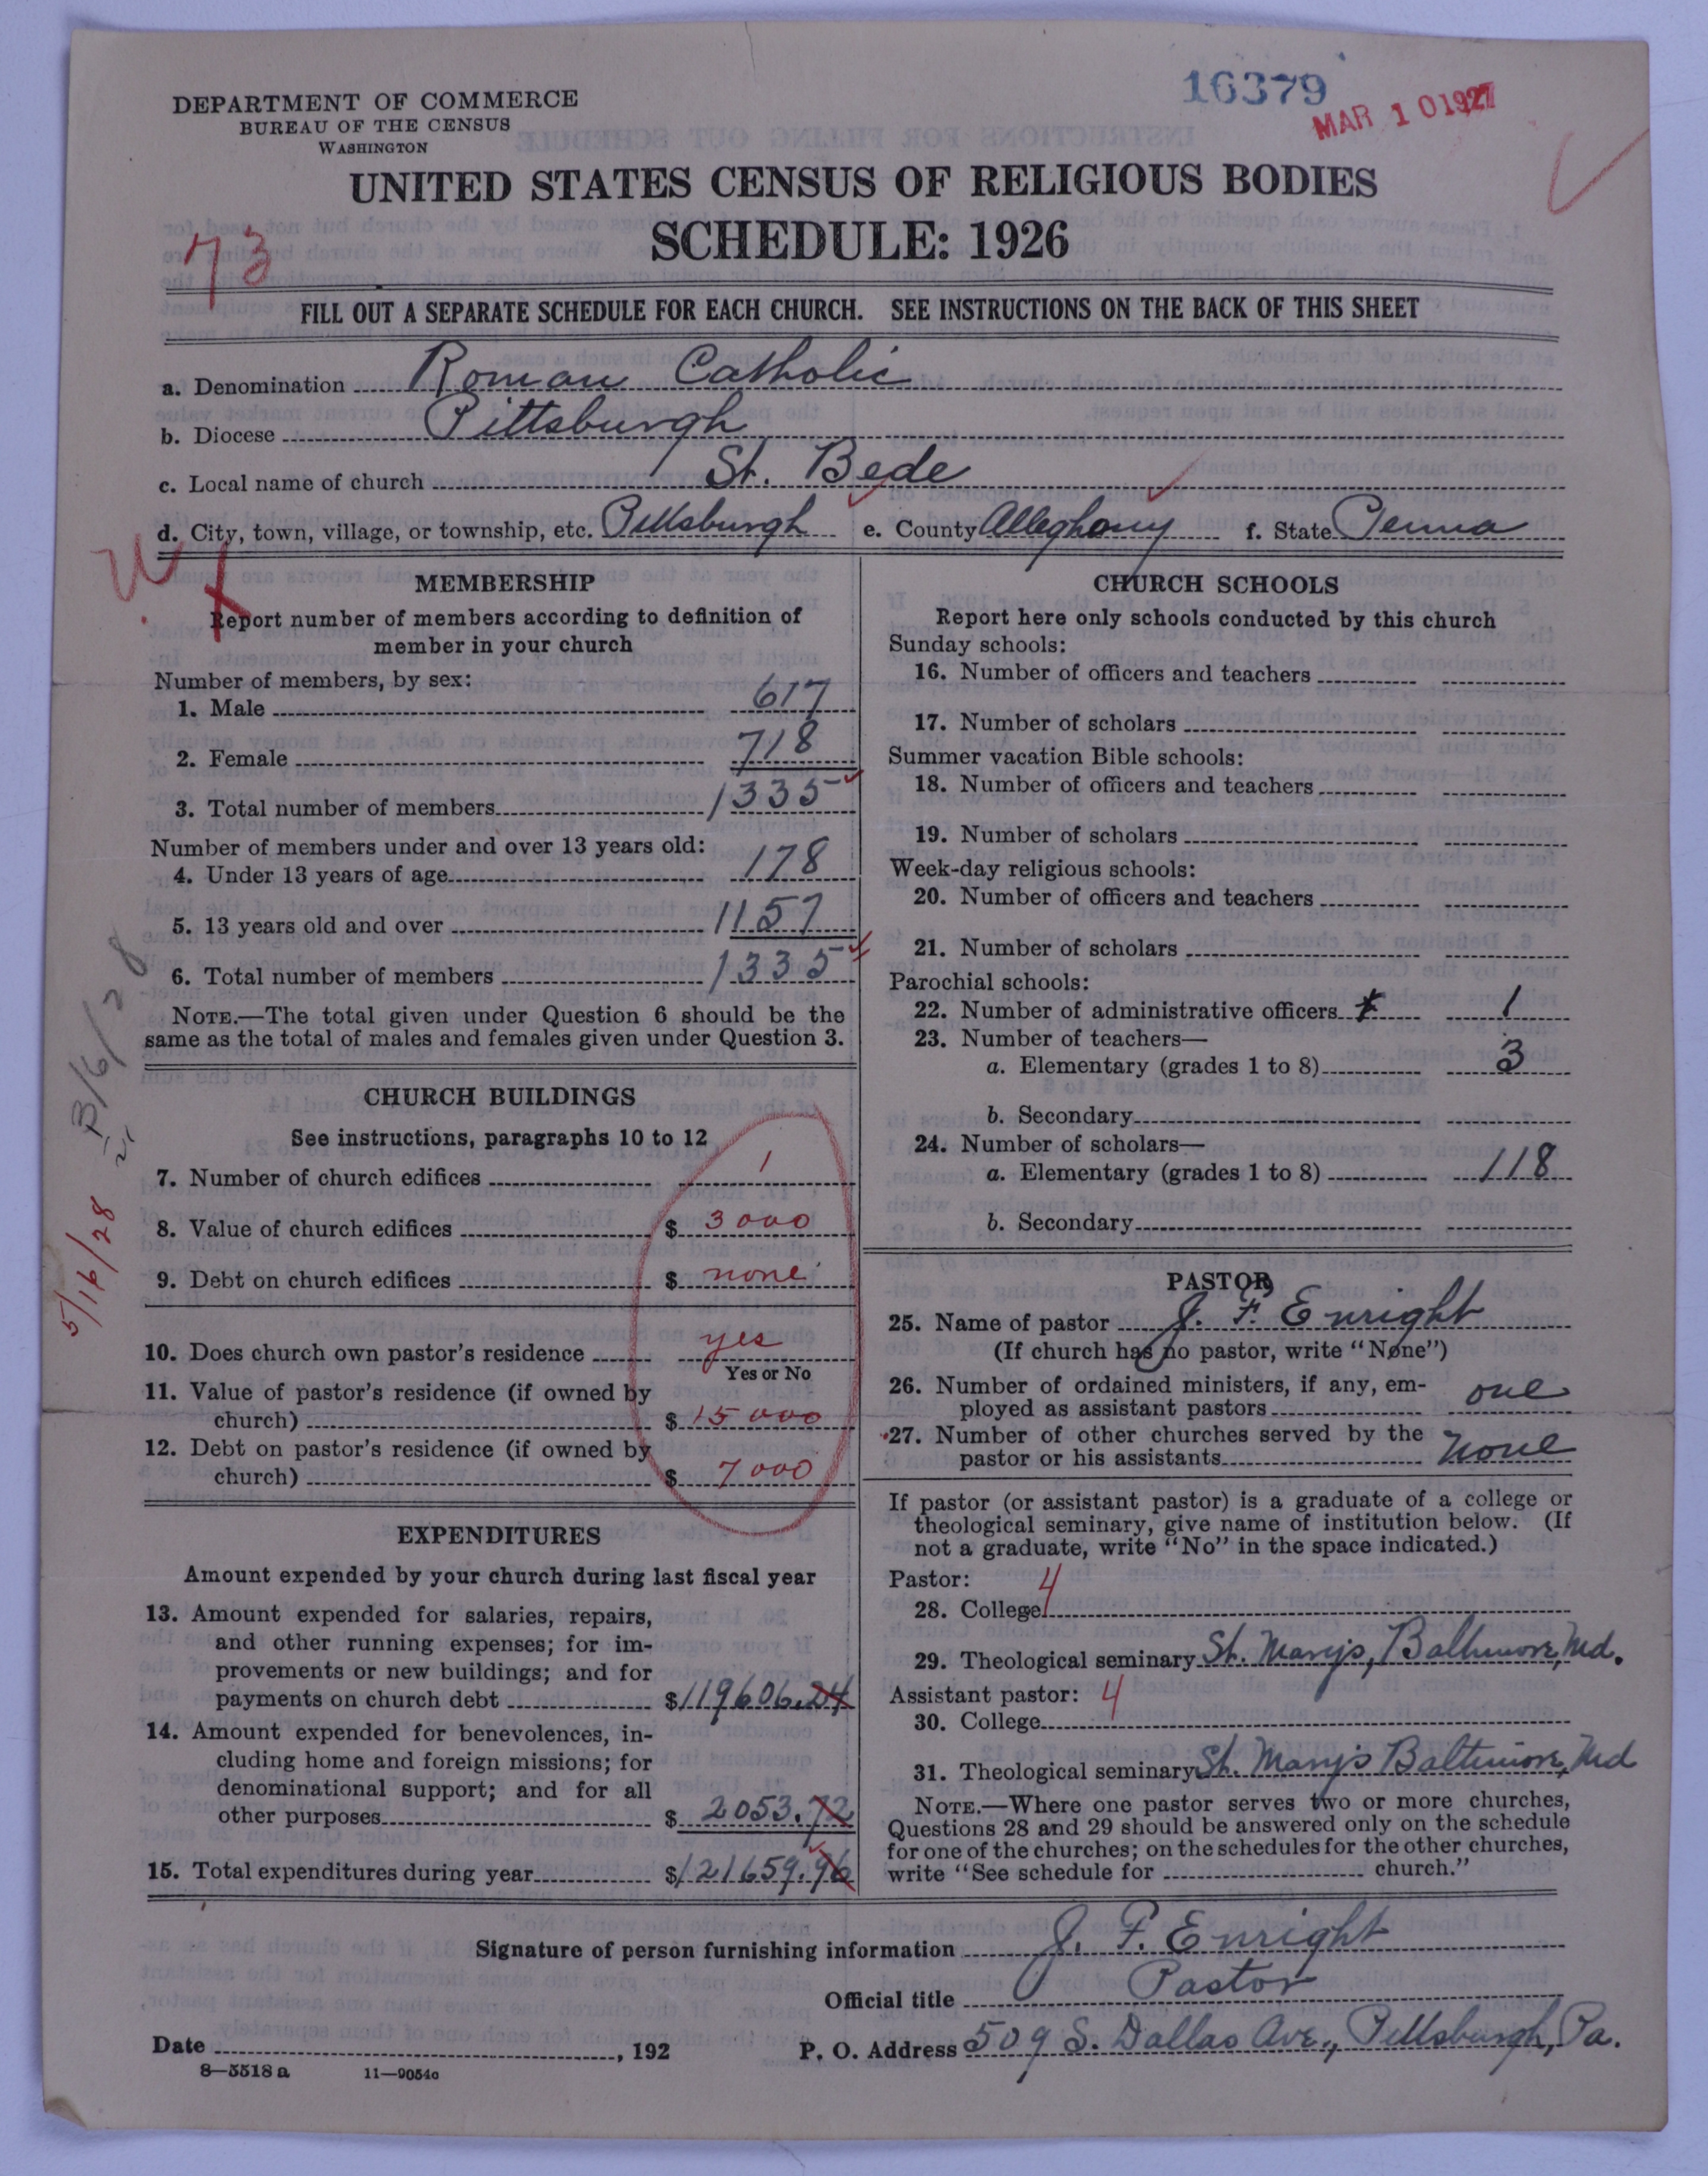 16379
MAR 10 1927
DEPARTMENT OF COMMERCE
BUREAU OF THE CENSUS
WASHINGTON
UNITED STATES CENSUS OF RELIGIOUS BODIES
SCHEDULE: 1926
73
FILL OUT A SEPARATE SCHEDULE FOR EACH CHURCH. SEE INSTRUCTIONS ON THE BACK OF THIS SHEET
a. Denomination Roman Catholic
b. Diocese Pittsburgh
c. Local name of church St. Bede
d. City, town, village, or township, etc. Pittsburgh e. County Alleghany f. State Penna
MEMBERSHIP
Report number of members according to definition of
member in your church
Number of members, by sex:
1. Male 617
2. Female 718
3. Total number of members 1335
Number of members under and over 13 years old:
4. Under 13 years of age 178
5. 13 years old and over 1157
6. Total number of members 1335
NOTE.—The total given under Question 6 should be the
same as the total of males and females given under Question 3.
CHURCH BUILDINGS
See instructions, paragraphs 10 to 12
7. Number of church edifices 1
8. Value of church edifices $ 3000
9. Debt on church edifices $ none
10. Does church own pastor's residence yes
Yes or No
11. Value of pastor's residence (if owned by
church) $ 15000
12. Debt on pastor's residence (if owned by
church) $ 7000
5/16/28
3/6/28
EXPENDITURES
Amount expended by your church during last fiscal year
13. Amount expended for salaries, repairs,
and other running expenses; for im-
provements or new buildings; and for
payments on church debt $119606.24
14. Amount expended for benevolences, in-
cluding home and foreign missions; for
denominational support; and for all
other purposes $ 2053.72
15. Total expenditures during year $121659.96
CHURCH SCHOOLS
Report here only schools conducted by this church
Sunday schools:
16. Number of officers and teachers
17. Number of scholars
Summer vacation Bible schools:
18. Number of officers and teachers
19. Number of scholars
Week-day religious schools:
20. Number of officers and teachers
21. Number of scholars
Parochial schools:
22. Number of administrative officers 1
23. Number of teachers—
a. Elementary (grades 1 to 8) 3
b. Secondary
24. Number of scholars—
a. Elementary (grades 1 to 8) 118
b. Secondary
PASTOR
25. Name of pastor J. F. Enright
(If church has no pastor, write "None")
26. Number of ordained ministers, if any, em-
ployed as assistant pastors one
27. Number of other churches served by the
pastor or his assistants none
If pastor (or assistant pastor) is a graduate of a college or
theological seminary, give name of institution below. (If
not a graduate, write "No" in the space indicated.)
Pastor: 4
28. College
29. Theological seminary St. Mary's, Baltimore, Md.
Assistant pastor: 4
30. College
31. Theological seminary St. Mary's Baltimore, Md
NOTE.—Where one pastor serves two or more churches,
Questions 28 and 29 should be answered only on the schedule
for one of the churches; on the schedules for the other churches,
write "See schedule for church."
Signature of person furnishing information J. F. Enright
Official title Pastor
Date , 192 P. O. Address 509 S. Dallas Ave., Pittsburgh, Pa.
8—5518 a 11—9054c